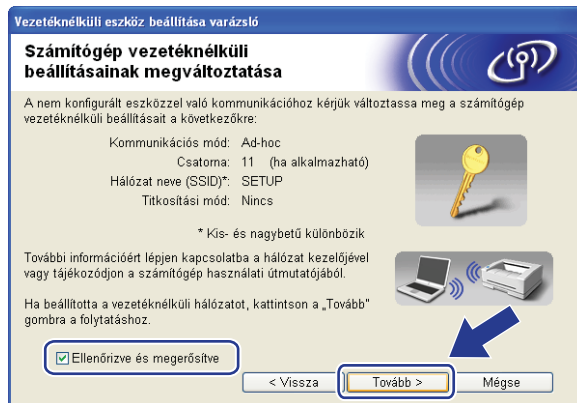 Vezetéknélküli eszköz beállítása varázsló
Számítógép vezetéknélküli
beállításainak megváltoztatása
A nem konfigurált eszközzel való kommunikációhoz kérjük változtassa meg a számítógép
vezetéknélküli beállításait a következőkre:
Kommunikációs mód: Ad-hoc
Csatorna: 11 (ha alkalmazható)
Hálózat neve (SSID)*: SETUP
Titkosítási mód: Nincs
* Kis- és nagybetű különbözik
További információért lépjen kapcsolatba a hálózat kezelőjével
vagy tájékozódjon a számítógép használati útmutatójából.
Ha beállította a vezetéknélküli hálózatot, kattintson a „Tovább"
gombra a folytatáshoz.
Ellenőrizve és megerősítve
< Vissza Tovább > Mégse